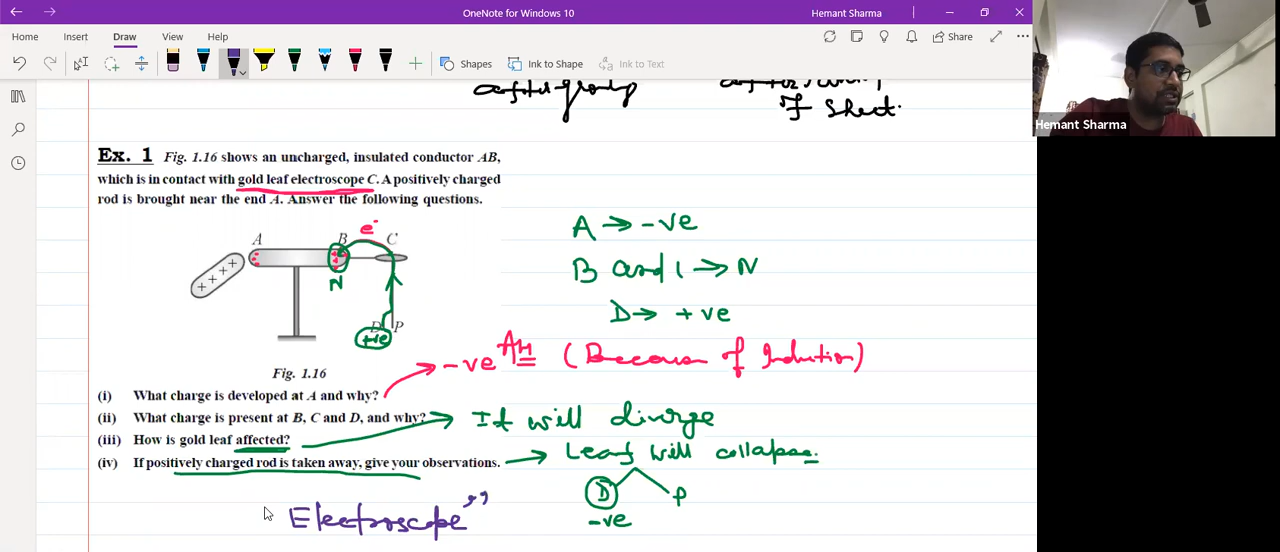 OneNote for Windows 10
Hemant Sharma
Home Insert Draw View Help
Share
Shapes
Ink to Shape
Ink to Text
If Sheet.
Hemant Sharma
Ex. 1 Fig. 1.16 shows an uncharged, insulated conductor AB,
which is in contact with gold leaf electroscope C. A positively charged
rod is brought near the end A. Answer the following questions.
A B e- C
+ + + +
N
D P
+ve
Fig. 1.16
A → -ve
B and → N
D → +ve
-ve (Because of Induction)
(i) What charge is developed at A and why?
(ii) What charge is present at B, C and D, and why?
It will diverge
(iii) How is gold leaf affected?
Leaf will collapse.
(iv) If positively charged rod is taken away, give your observations.
D P
-ve
Electroscope"